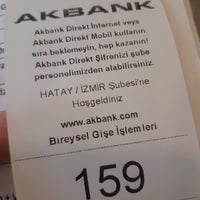 AKBANK
Akbank Direkt İnternet veya
Akbank Direkt Mobil kullanın
sıra beklemeyin, hep kazanın!
Akbank Direkt Şifrenizi şube
personelimizden alabilirsiniz.
HATAY / İZMİR Şubesi'ne
Hoşgeldiniz
www.akbank.com
Bireysel Gişe İşlemleri
159